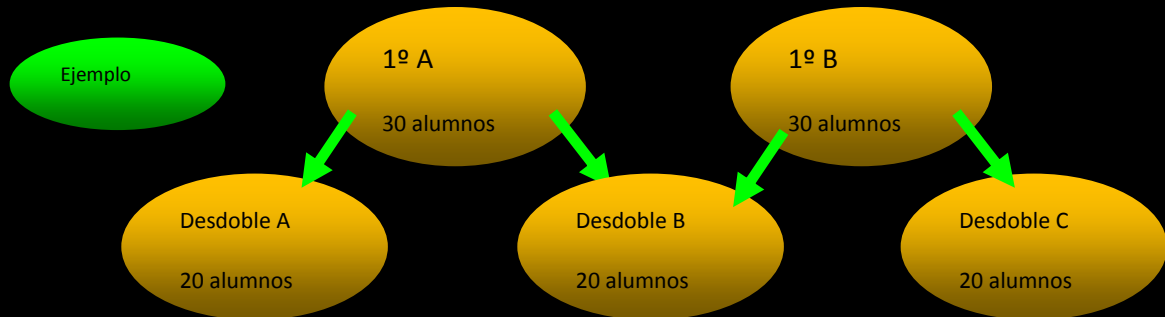 Ejemplo
1º A
30 alumnos
1º B
30 alumnos
Desdoble A
20 alumnos
Desdoble B
20 alumnos
Desdoble C
20 alumnos